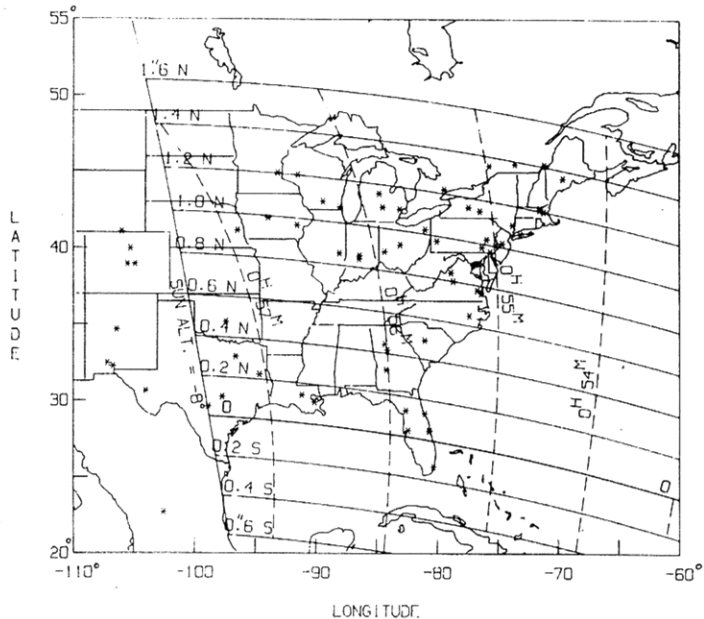 55°
1."6 N
50
1.4 N
1.2 N
1.0 N
40
0.8 N
0.6 N
0.4 N
0.2 N
30
0
0.2 S
0.4 S
0."6 S
20°
SUN ALT. = -8°
0H 55M
0H 54M
0
-110°
-100
-90
-80
-70
-60°
LATITUDE
LONGITUDE